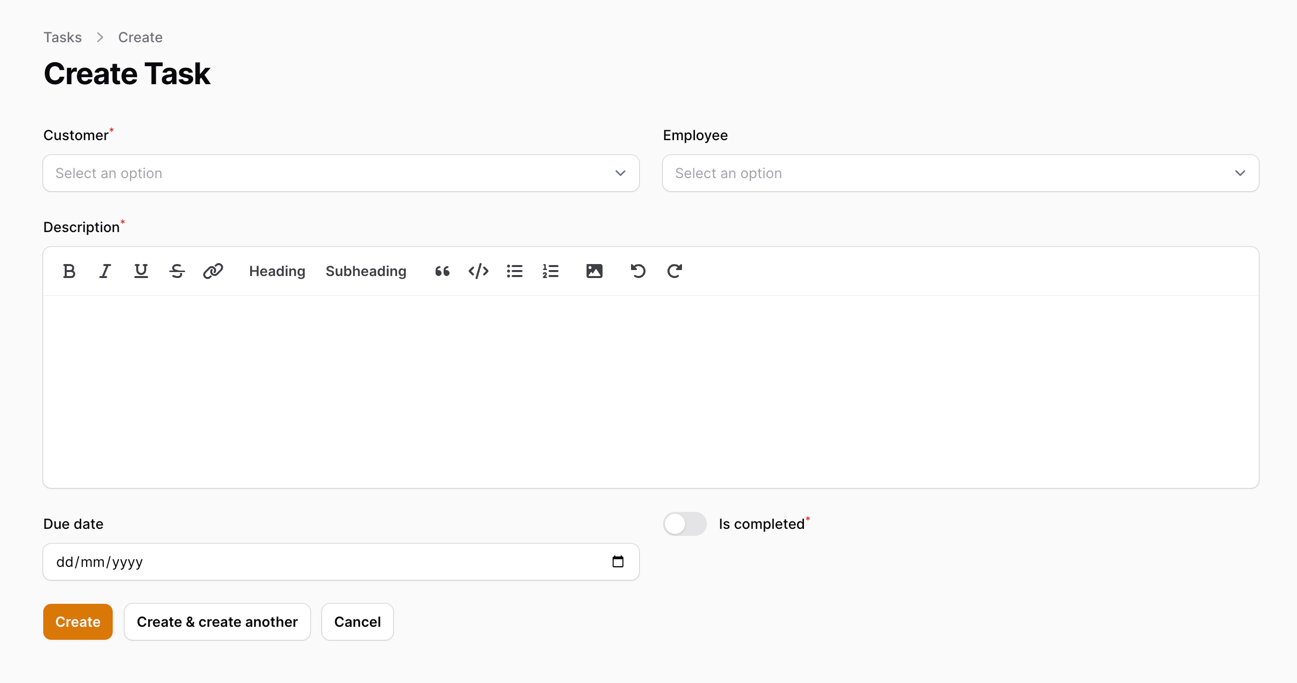 Tasks > Create
Create Task
Customer* Employee
Select an option Select an option
Description*
B I U S Heading Subheading
Due date Is completed*
dd/mm/yyyy
Create Create & create another Cancel